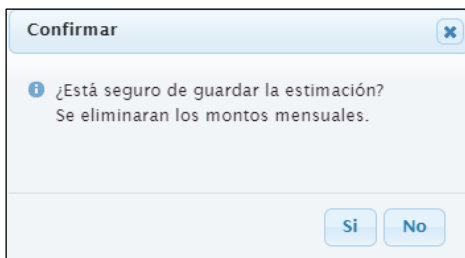 Confirmar
¿Está seguro de guardar la estimación?
Se eliminaran los montos mensuales.
Si No